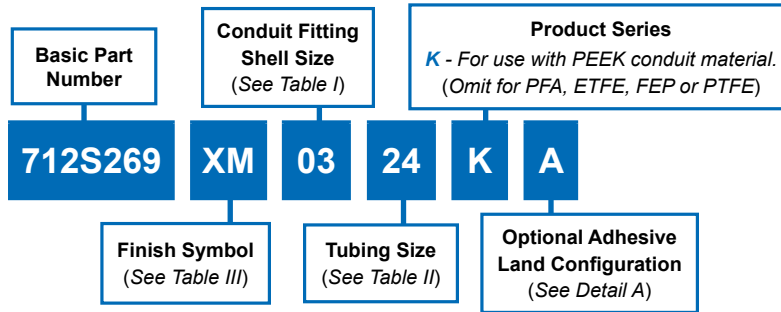 Basic Part
Number
Conduit Fitting
Shell Size
(See Table I)
Product Series
K - For use with PEEK conduit material.
(Omit for PFA, ETFE, FEP or PTFE)
712S269 XM 03 24 K A
Finish Symbol
(See Table III)
Tubing Size
(See Table II)
Optional Adhesive
Land Configuration
(See Detail A)